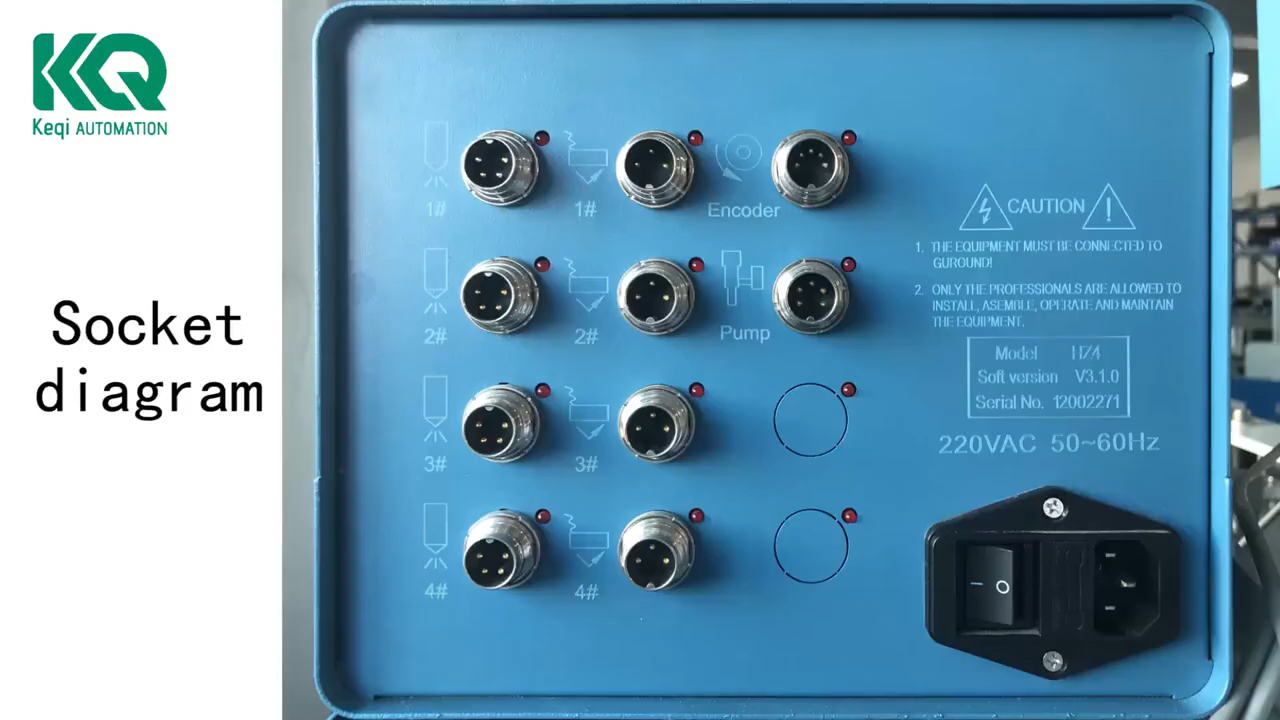 KQ
Keqi AUTOMATION
Socket
diagram
1#
1#
Encoder
2#
2#
Pump
3#
3#
4#
4#
CAUTION
1. THE EQUIPMENT MUST BE CONNECTED TO
GUROUND!
2. ONLY THE PROFESSIONALS ARE ALLOWED TO
INSTALL, ASEMBLE, OPERATE AND MAINTAIN
THE EQUIPMENT.
Model HZ4
Soft version V3.1.0
Serial No. 12002271
220VAC 50~60Hz